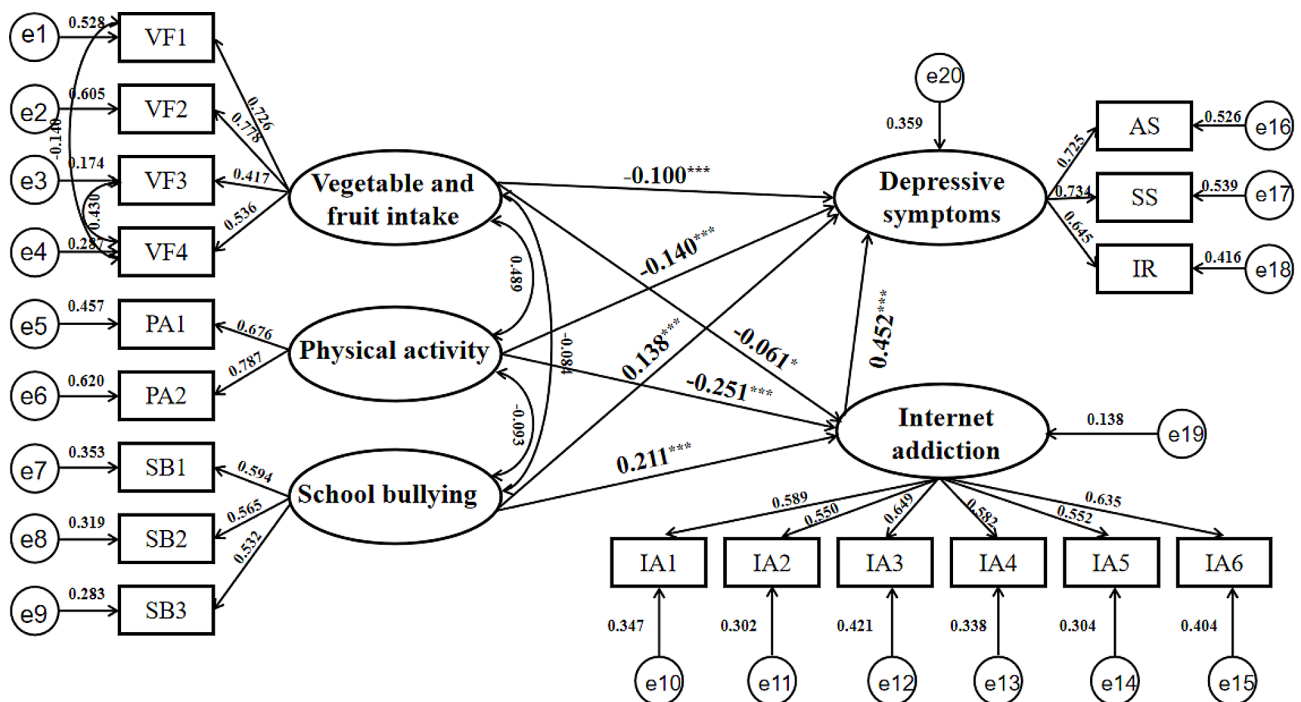 e1
0.528
VF1
e2
0.605
VF2
-0.140
e3
0.174
VF3
0.430
e4
0.287
VF4
e5
0.457
PA1
e6
0.620
PA2
e7
0.353
SB1
e8
0.319
SB2
e9
0.283
SB3
0.726
0.778
0.417
0.536
0.676
0.787
0.594
0.565
0.532
Vegetable and
fruit intake
Physical activity
School bullying
0.489
-0.084
-0.093
-0.100***
-0.140***
0.138***
-0.061*
-0.251***
0.211***
0.452***
e20
0.359
Depressive
symptoms
0.725
0.734
0.645
AS
0.526
e16
SS
0.539
e17
IR
0.416
e18
Internet
addiction
0.138
e19
0.589
0.550
0.649
0.582
0.552
0.635
IA1
IA2
IA3
IA4
IA5
IA6
0.347
0.302
0.421
0.338
0.304
0.404
e10
e11
e12
e13
e14
e15